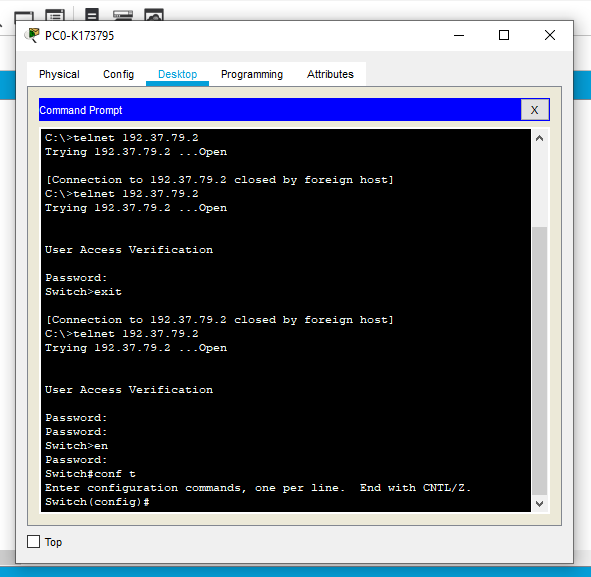 PC0-K173795
Physical Config Desktop Programming Attributes
Command Prompt X
C:\>telnet 192.37.79.2
Trying 192.37.79.2 ...Open
[Connection to 192.37.79.2 closed by foreign host]
C:\>telnet 192.37.79.2
Trying 192.37.79.2 ...Open
User Access Verification
Password:
Switch>exit
[Connection to 192.37.79.2 closed by foreign host]
C:\>telnet 192.37.79.2
Trying 192.37.79.2 ...Open
User Access Verification
Password:
Password:
Switch>en
Password:
Switch#conf t
Enter configuration commands, one per line.  End with CNTL/Z.
Switch(config)#
Top